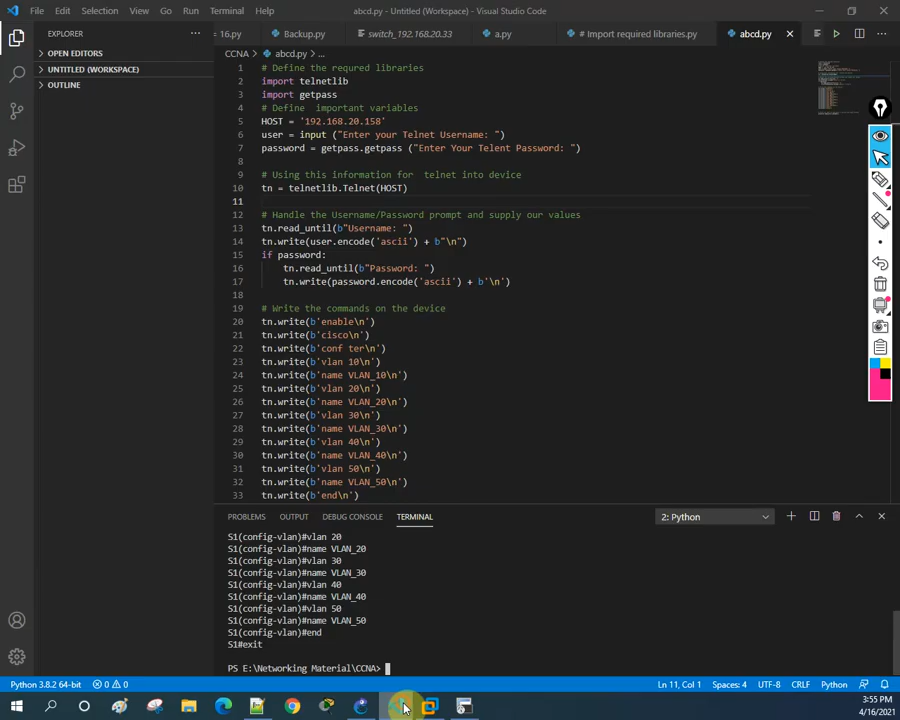 File Edit Selection View Go Run Terminal Help
abcd.py - Untitled (Workspace) - Visual Studio Code
EXPLORER
OPEN EDITORS
UNTITLED (WORKSPACE)
OUTLINE
16.py Backup.py switch_192.168.20.33 a.py # Import required libraries.py abcd.py
CCNA > abcd.py > ...
1 # Define the requred libraries
2 import telnetlib
3 import getpass
4 # Define  important variables
5 HOST = '192.168.20.158'
6 user = input ("Enter your Telnet Username: ")
7 password = getpass.getpass ("Enter Your Telent Password: ")
8
9 # Using this information for  telnet into device
10 tn = telnetlib.Telnet(HOST)
11
12 # Handle the Username/Password prompt and supply our values
13 tn.read_until(b"Username: ")
14 tn.write(user.encode('ascii') + b"\n")
15 if password:
16     tn.read_until(b"Password: ")
17     tn.write(password.encode('ascii') + b'\n')
18
19 # Write the commands on the device
20 tn.write(b'enable\n')
21 tn.write(b'cisco\n')
22 tn.write(b'conf ter\n')
23 tn.write(b'vlan 10\n')
24 tn.write(b'name VLAN_10\n')
25 tn.write(b'vlan 20\n')
26 tn.write(b'name VLAN_20\n')
27 tn.write(b'vlan 30\n')
28 tn.write(b'name VLAN_30\n')
29 tn.write(b'vlan 40\n')
30 tn.write(b'name VLAN_40\n')
31 tn.write(b'vlan 50\n')
32 tn.write(b'name VLAN_50\n')
33 tn.write(b'end\n')
PROBLEMS OUTPUT DEBUG CONSOLE TERMINAL 2: Python
S1(config-vlan)#vlan 20
S1(config-vlan)#name VLAN_20
S1(config-vlan)#vlan 30
S1(config-vlan)#name VLAN_30
S1(config-vlan)#vlan 40
S1(config-vlan)#name VLAN_40
S1(config-vlan)#vlan 50
S1(config-vlan)#name VLAN_50
S1(config-vlan)#end
S1#exit
PS E:\Networking Material\CCNA>
Python 3.8.2 64-bit 0 0 Ln 11, Col 1 Spaces: 4 UTF-8 CRLF Python
3:55 PM
4/16/2021